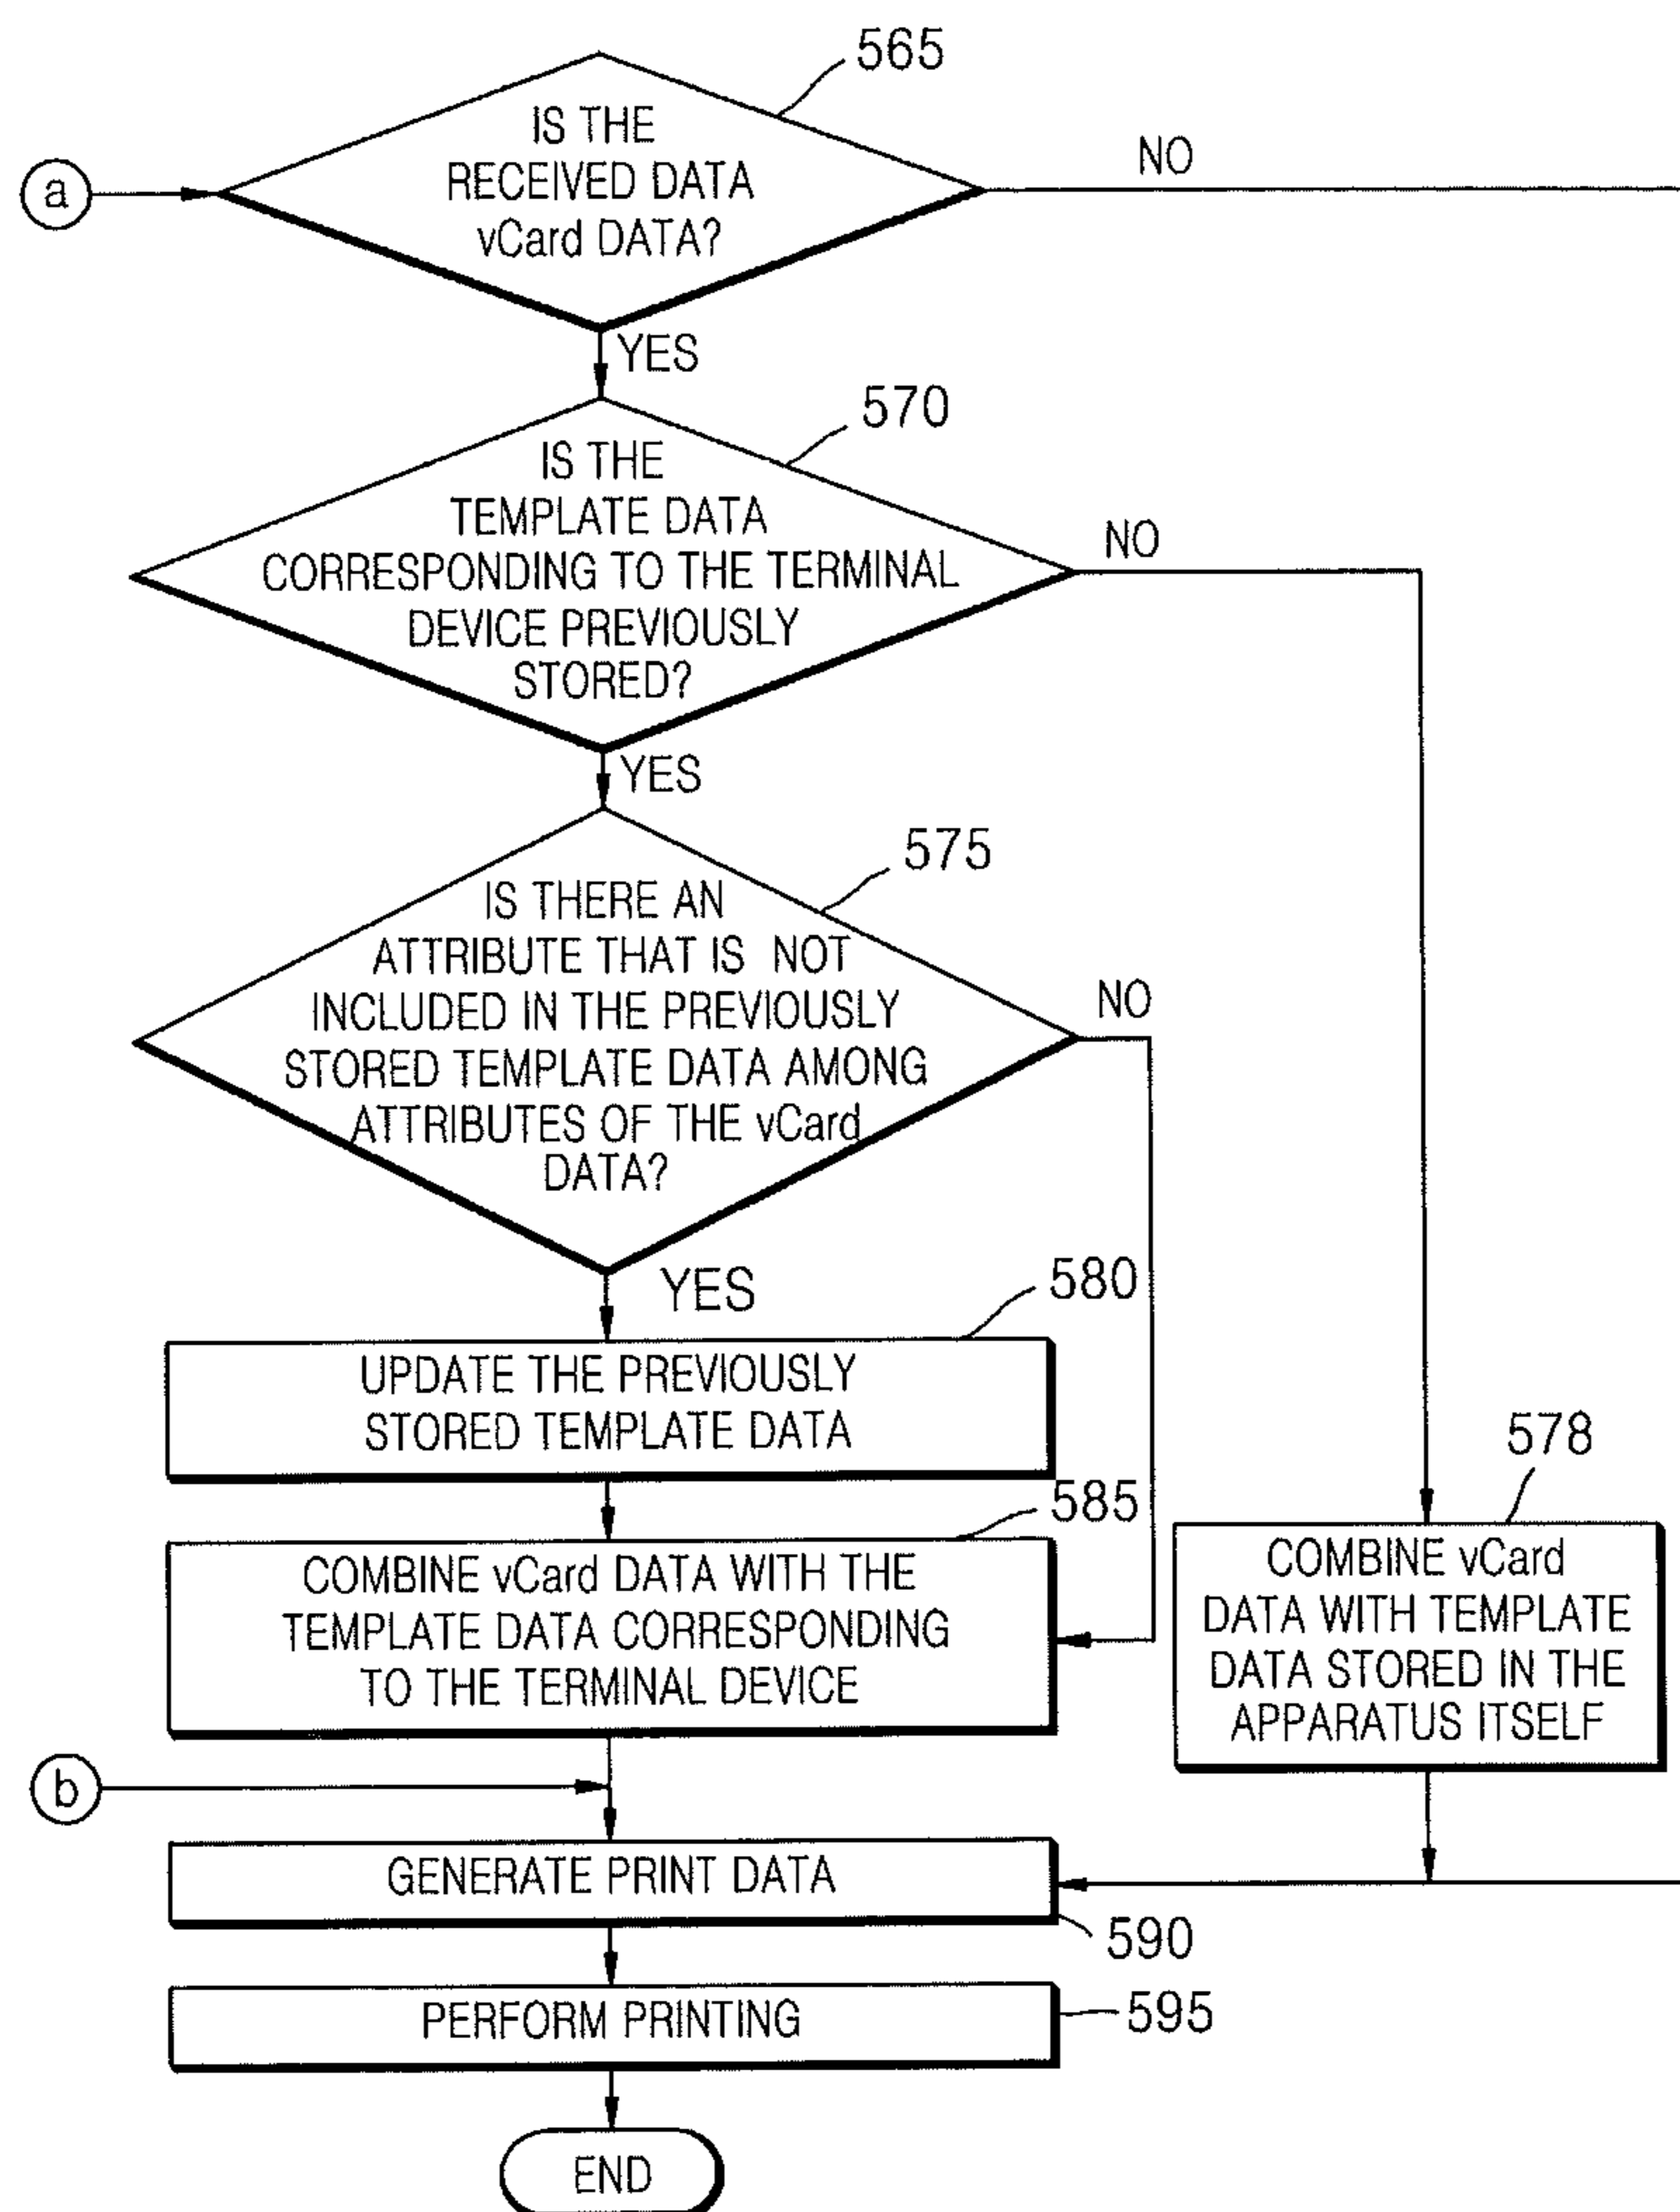 565
IS THE
RECEIVED DATA
vCard DATA?
NO
a
YES
570
IS THE
TEMPLATE DATA
CORRESPONDING TO THE TERMINAL
DEVICE PREVIOUSLY
STORED?
NO
YES
575
IS THERE AN
ATTRIBUTE THAT IS NOT
INCLUDED IN THE PREVIOUSLY
STORED TEMPLATE DATA AMONG
ATTRIBUTES OF THE vCard
DATA?
NO
YES
580
UPDATE THE PREVIOUSLY
STORED TEMPLATE DATA
585
COMBINE vCard DATA WITH THE
TEMPLATE DATA CORRESPONDING
TO THE TERMINAL DEVICE
578
COMBINE vCard
DATA WITH TEMPLATE
DATA STORED IN THE
APPARATUS ITSELF
b
GENERATE PRINT DATA
590
PERFORM PRINTING
595
END